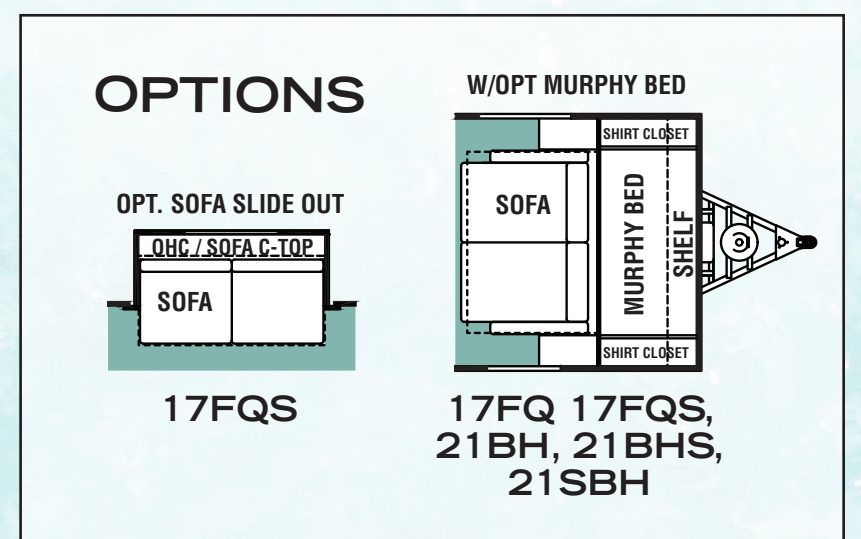 OPTIONS
OPT. SOFA SLIDE OUT
OHC / SOFA C-TOP
SOFA
17FQS
W/OPT MURPHY BED
SHIRT CLOSET
SOFA
MURPHY BED
SHELF
SHIRT CLOSET
17FQ 17FQS,
21BH, 21BHS,
21SBH